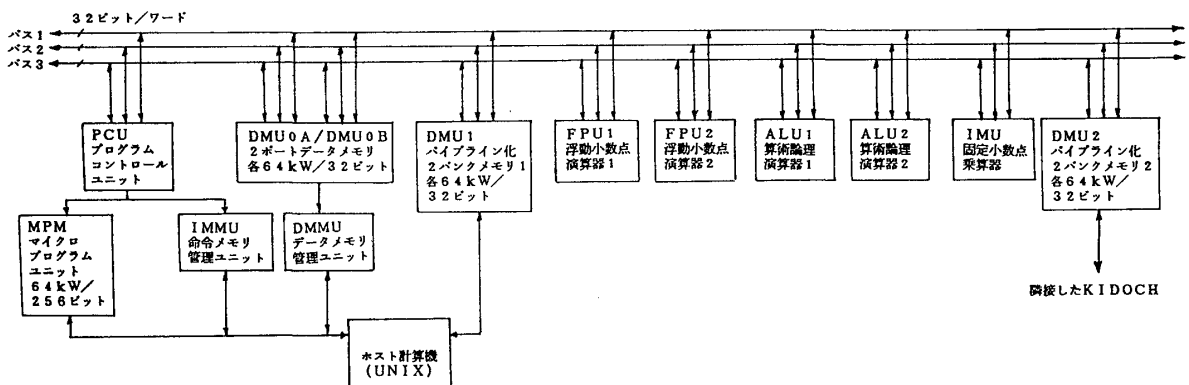 32ビット/ワード
バス1
バス2
バス3
PCU
プログラム
コントロール
ユニット
DMU0A/DMU0B
2ポートデータメモリ
各64kW/32ビット
DMU1
パイプライン化
2バンクメモリ1
各64kW/
32ビット
FPU1
浮動小数点
演算器1
FPU2
浮動小数点
演算器2
ALU1
算術論理
演算器1
ALU2
算術論理
演算器2
IMU
固定小数点
乗算器
DMU2
パイプライン化
2バンクメモリ2
各64kW/
32ビット
MPM
マイクロ
プログラム
ユニット
64kW/
256ビット
IMMU
命令メモリ
管理ユニット
DMMU
データメモリ
管理ユニット
隣接したKIDOCH
ホスト計算機
(UNIX)